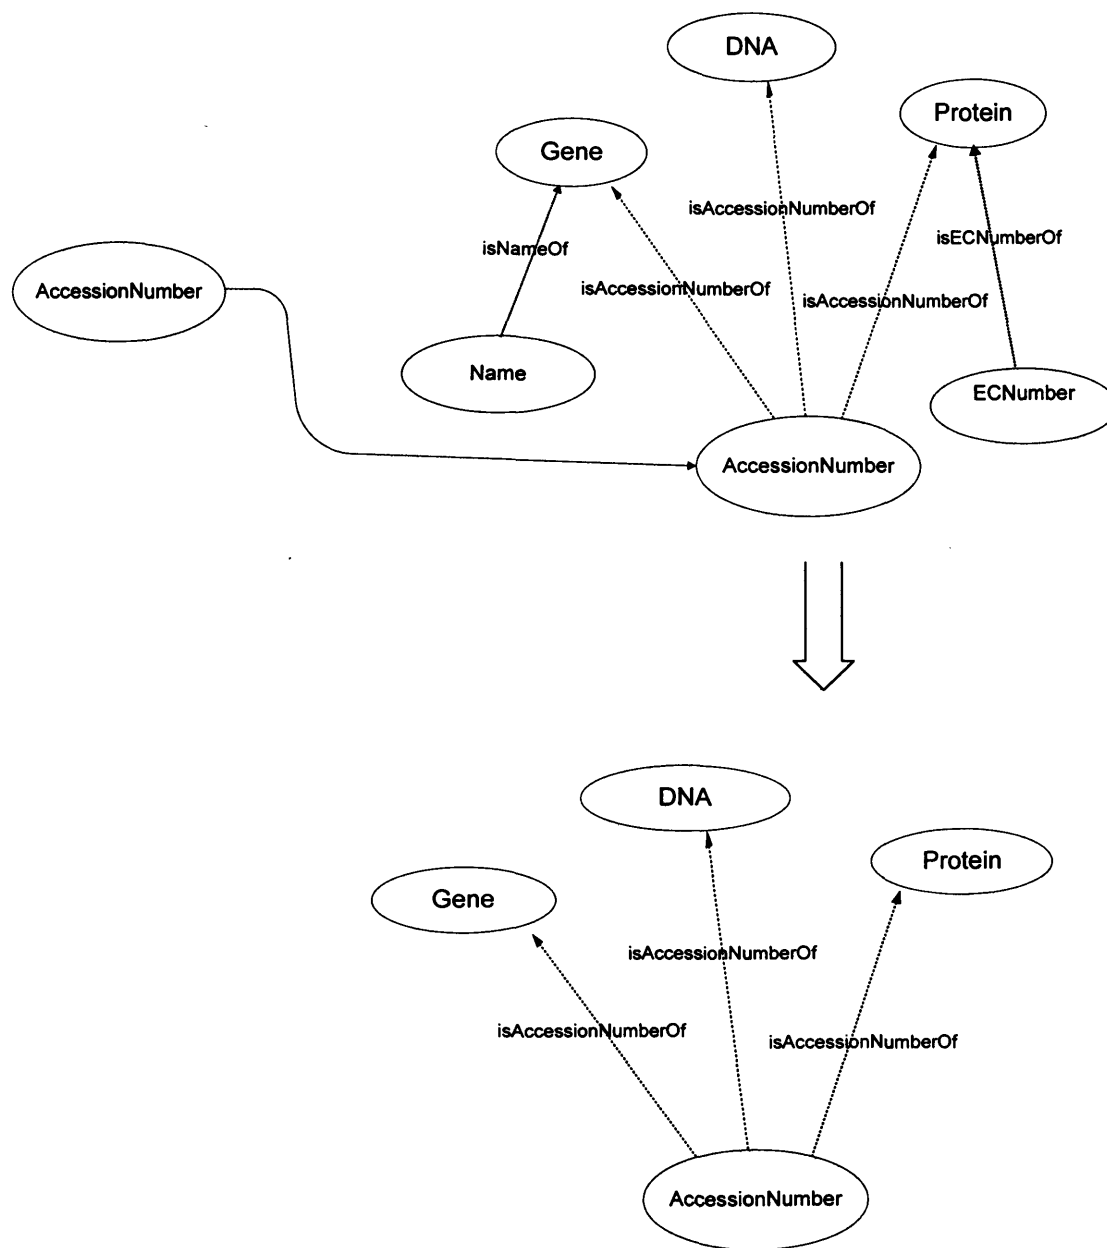 DNA
Protein
Gene
isAccessionNumberOf
isNameOf
isECNumberOf
AccessionNumber
isAccessionNumberOf
isAccessionNumberOf
Name
ECNumber
AccessionNumber
DNA
Protein
Gene
isAccessionNumberOf
isAccessionNumberOf
isAccessionNumberOf
AccessionNumber